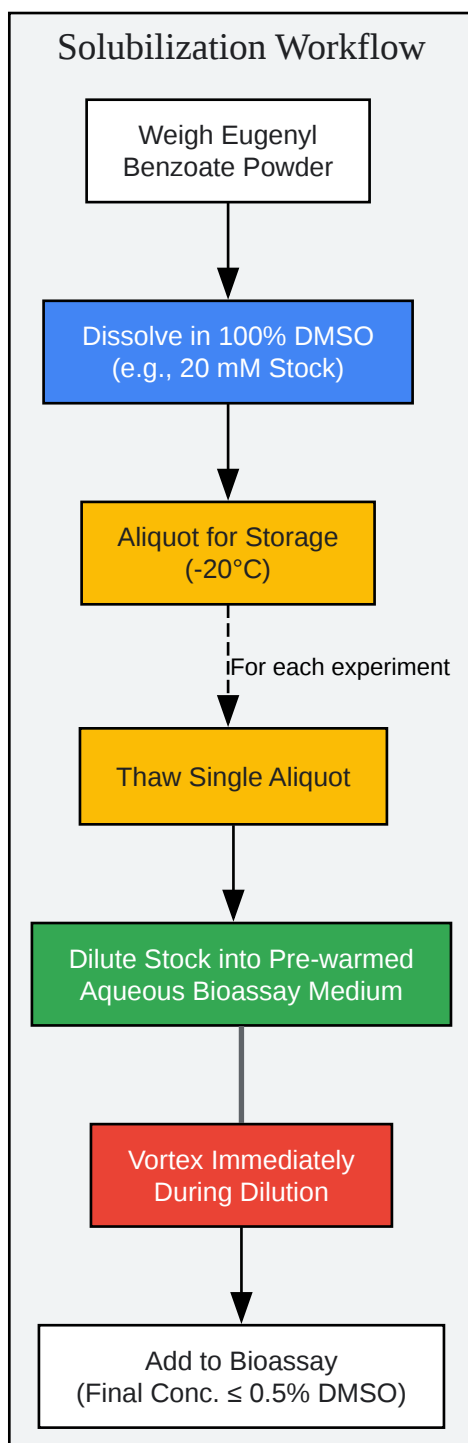 Solubilization Workflow
Weigh Eugenyl
Benzoate Powder
Dissolve in 100% DMSO
(e.g., 20 mM Stock)
Aliquot for Storage
(-20°C)
For each experiment
Thaw Single Aliquot
Dilute Stock into Pre-warmed
Aqueous Bioassay Medium
Vortex Immediately
During Dilution
Add to Bioassay
(Final Conc. ≤ 0.5% DMSO)